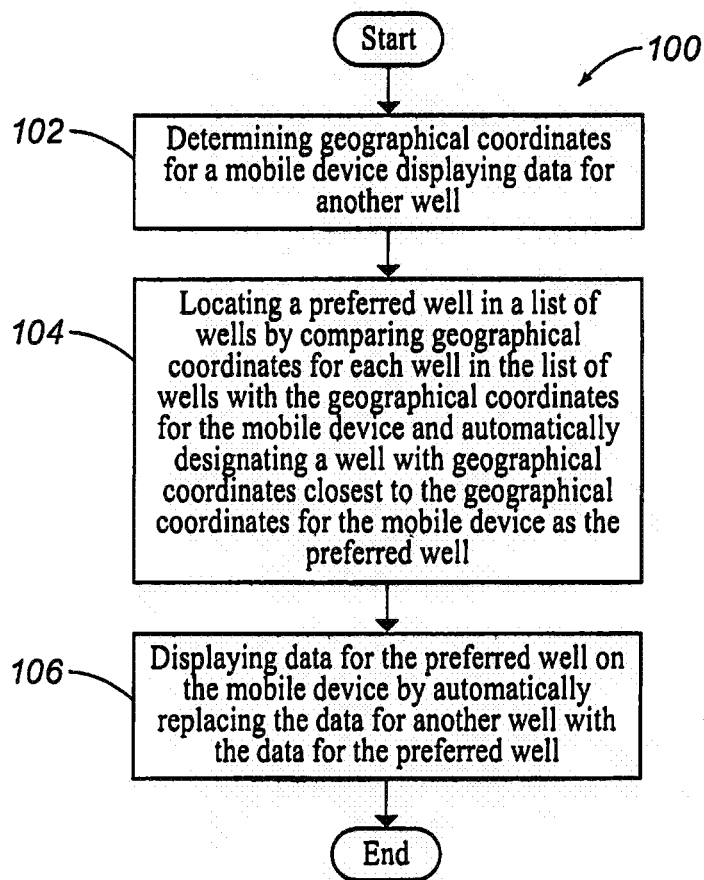 Start
100
102
Determining geographical coordinates
for a mobile device displaying data for
another well
104
Locating a preferred well in a list of
wells by comparing geographical
coordinates for each well in the list of
wells with the geographical coordinates
for the mobile device and automatically
designating a well with geographical
coordinates closest to the geographical
coordinates for the mobile device as the
preferred well
106
Displaying data for the preferred well on
the mobile device by automatically
replacing the data for another well with
the data for the preferred well
End